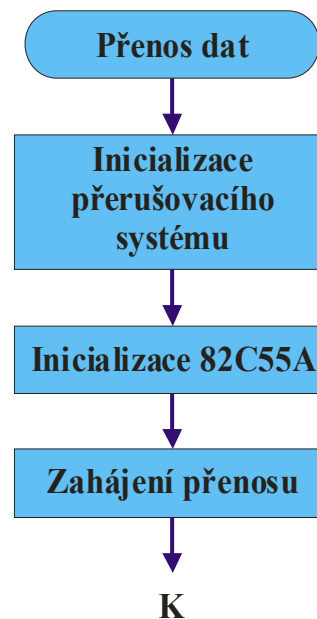 Přenos dat
Inicializace
přerušovacího
systému
Inicializace 82C55A
Zahájení přenosu
K